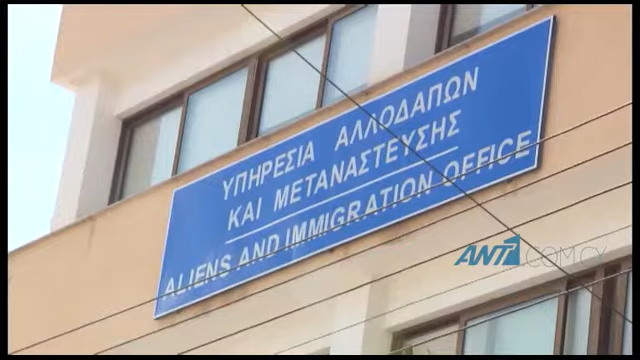 ΥΠΗΡΕΣΙΑ ΑΛΛΟΔΑΠΩΝ
ΚΑΙ ΜΕΤΑΝΑΣΤΕΥΣΗΣ
ALIENS AND IMMIGRATION OFFICE
ANT1.COM.CY